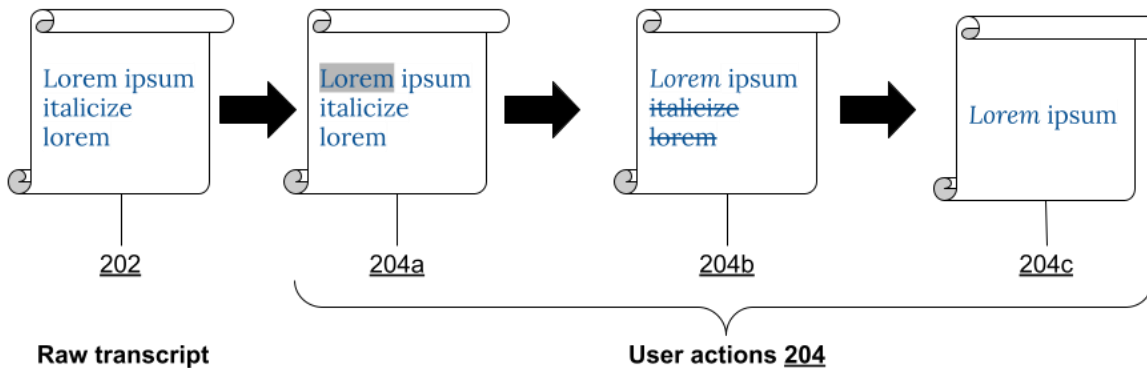 Lorem ipsum
italicize
lorem
Lorem ipsum
italicize
lorem
Lorem ipsum
italicize
lorem
Lorem ipsum
202
204a
204b
204c
Raw transcript
User actions 204